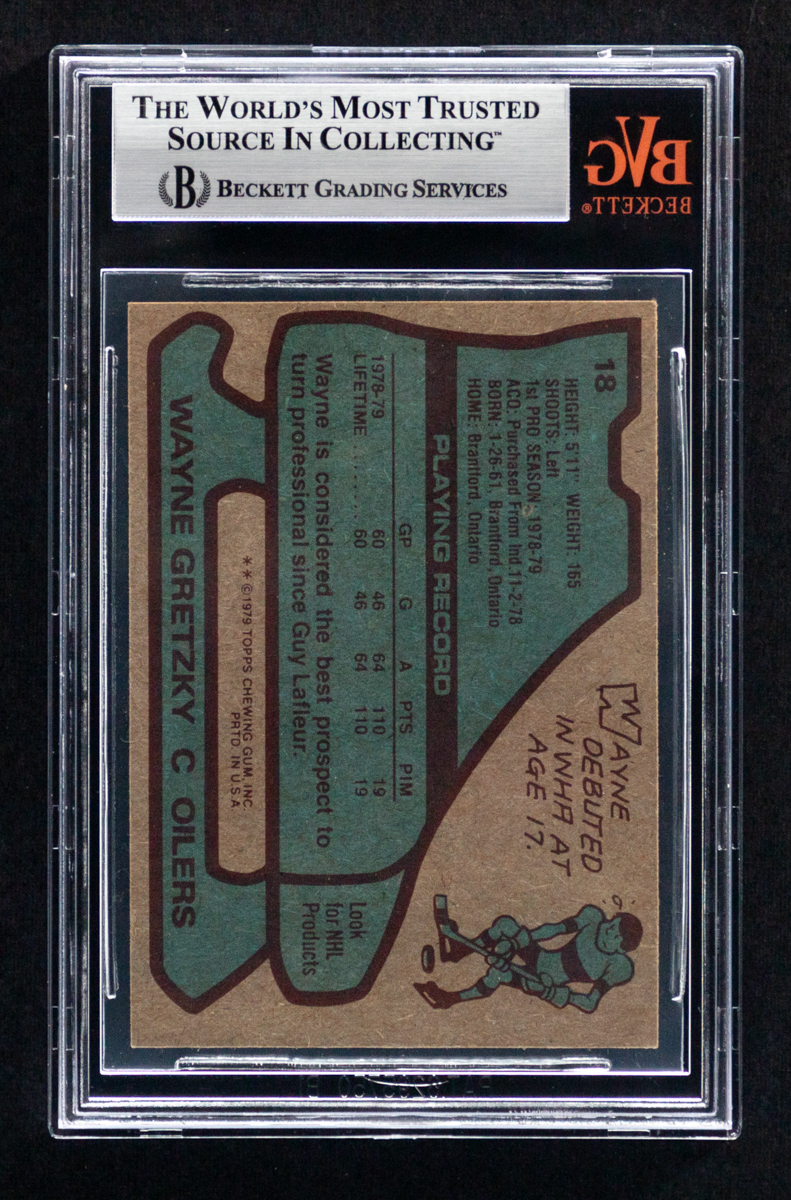 THE WORLD'S MOST TRUSTED
SOURCE IN COLLECTING™
B BECKETT GRADING SERVICES
BVG
BECKETT®
18
HEIGHT: 5'11" WEIGHT: 165
SHOOTS: Left
1st PRO SEASON: 1978-79
ACQ: Purchased From Ind 11-2-78
BORN: 1-26-61, Brantford, Ontario
HOME: Brantford, Ontario
WAYNE
DEBUTED
IN WHA AT
AGE 17.
PLAYING RECORD
GP G A PTS PIM
1978-79 60 46 64 110 19
LIFETIME ........ 60 46 64 110 19
Wayne is considered the best prospect to
turn professional since Guy Lafleur.
Look
for NHL
Products
* * ©1979 TOPPS CHEWING GUM, INC.
PRTD. IN U.S.A.
WAYNE GRETZKY C OILERS